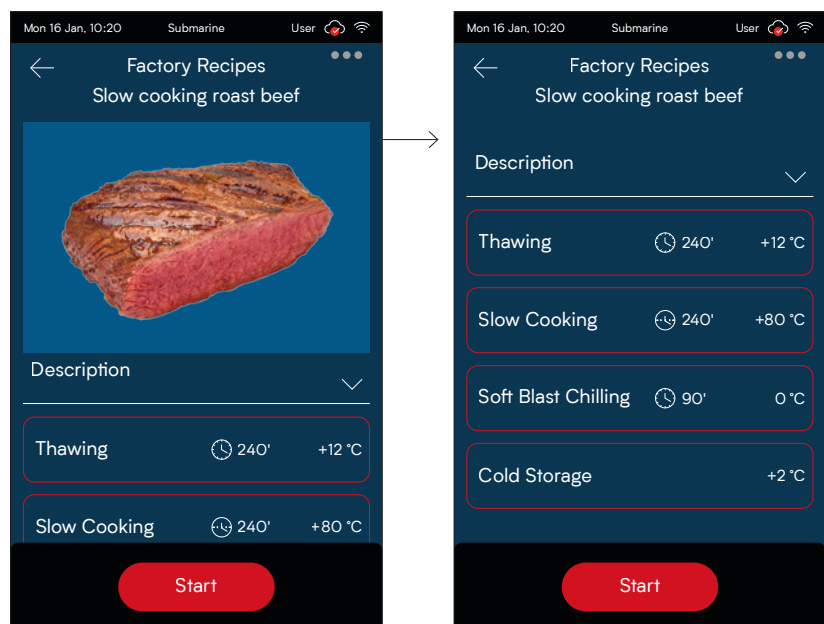 Mon 16 Jan, 10:20 Submarine User
Factory Recipes
Slow cooking roast beef
Description
Thawing 240' +12 °C
Slow Cooking 240' +80 °C
Start
Mon 16 Jan, 10:20 Submarine User
Factory Recipes
Slow cooking roast beef
Description
Thawing 240' +12 °C
Slow Cooking 240' +80 °C
Soft Blast Chilling 90' 0 °C
Cold Storage +2 °C
Start